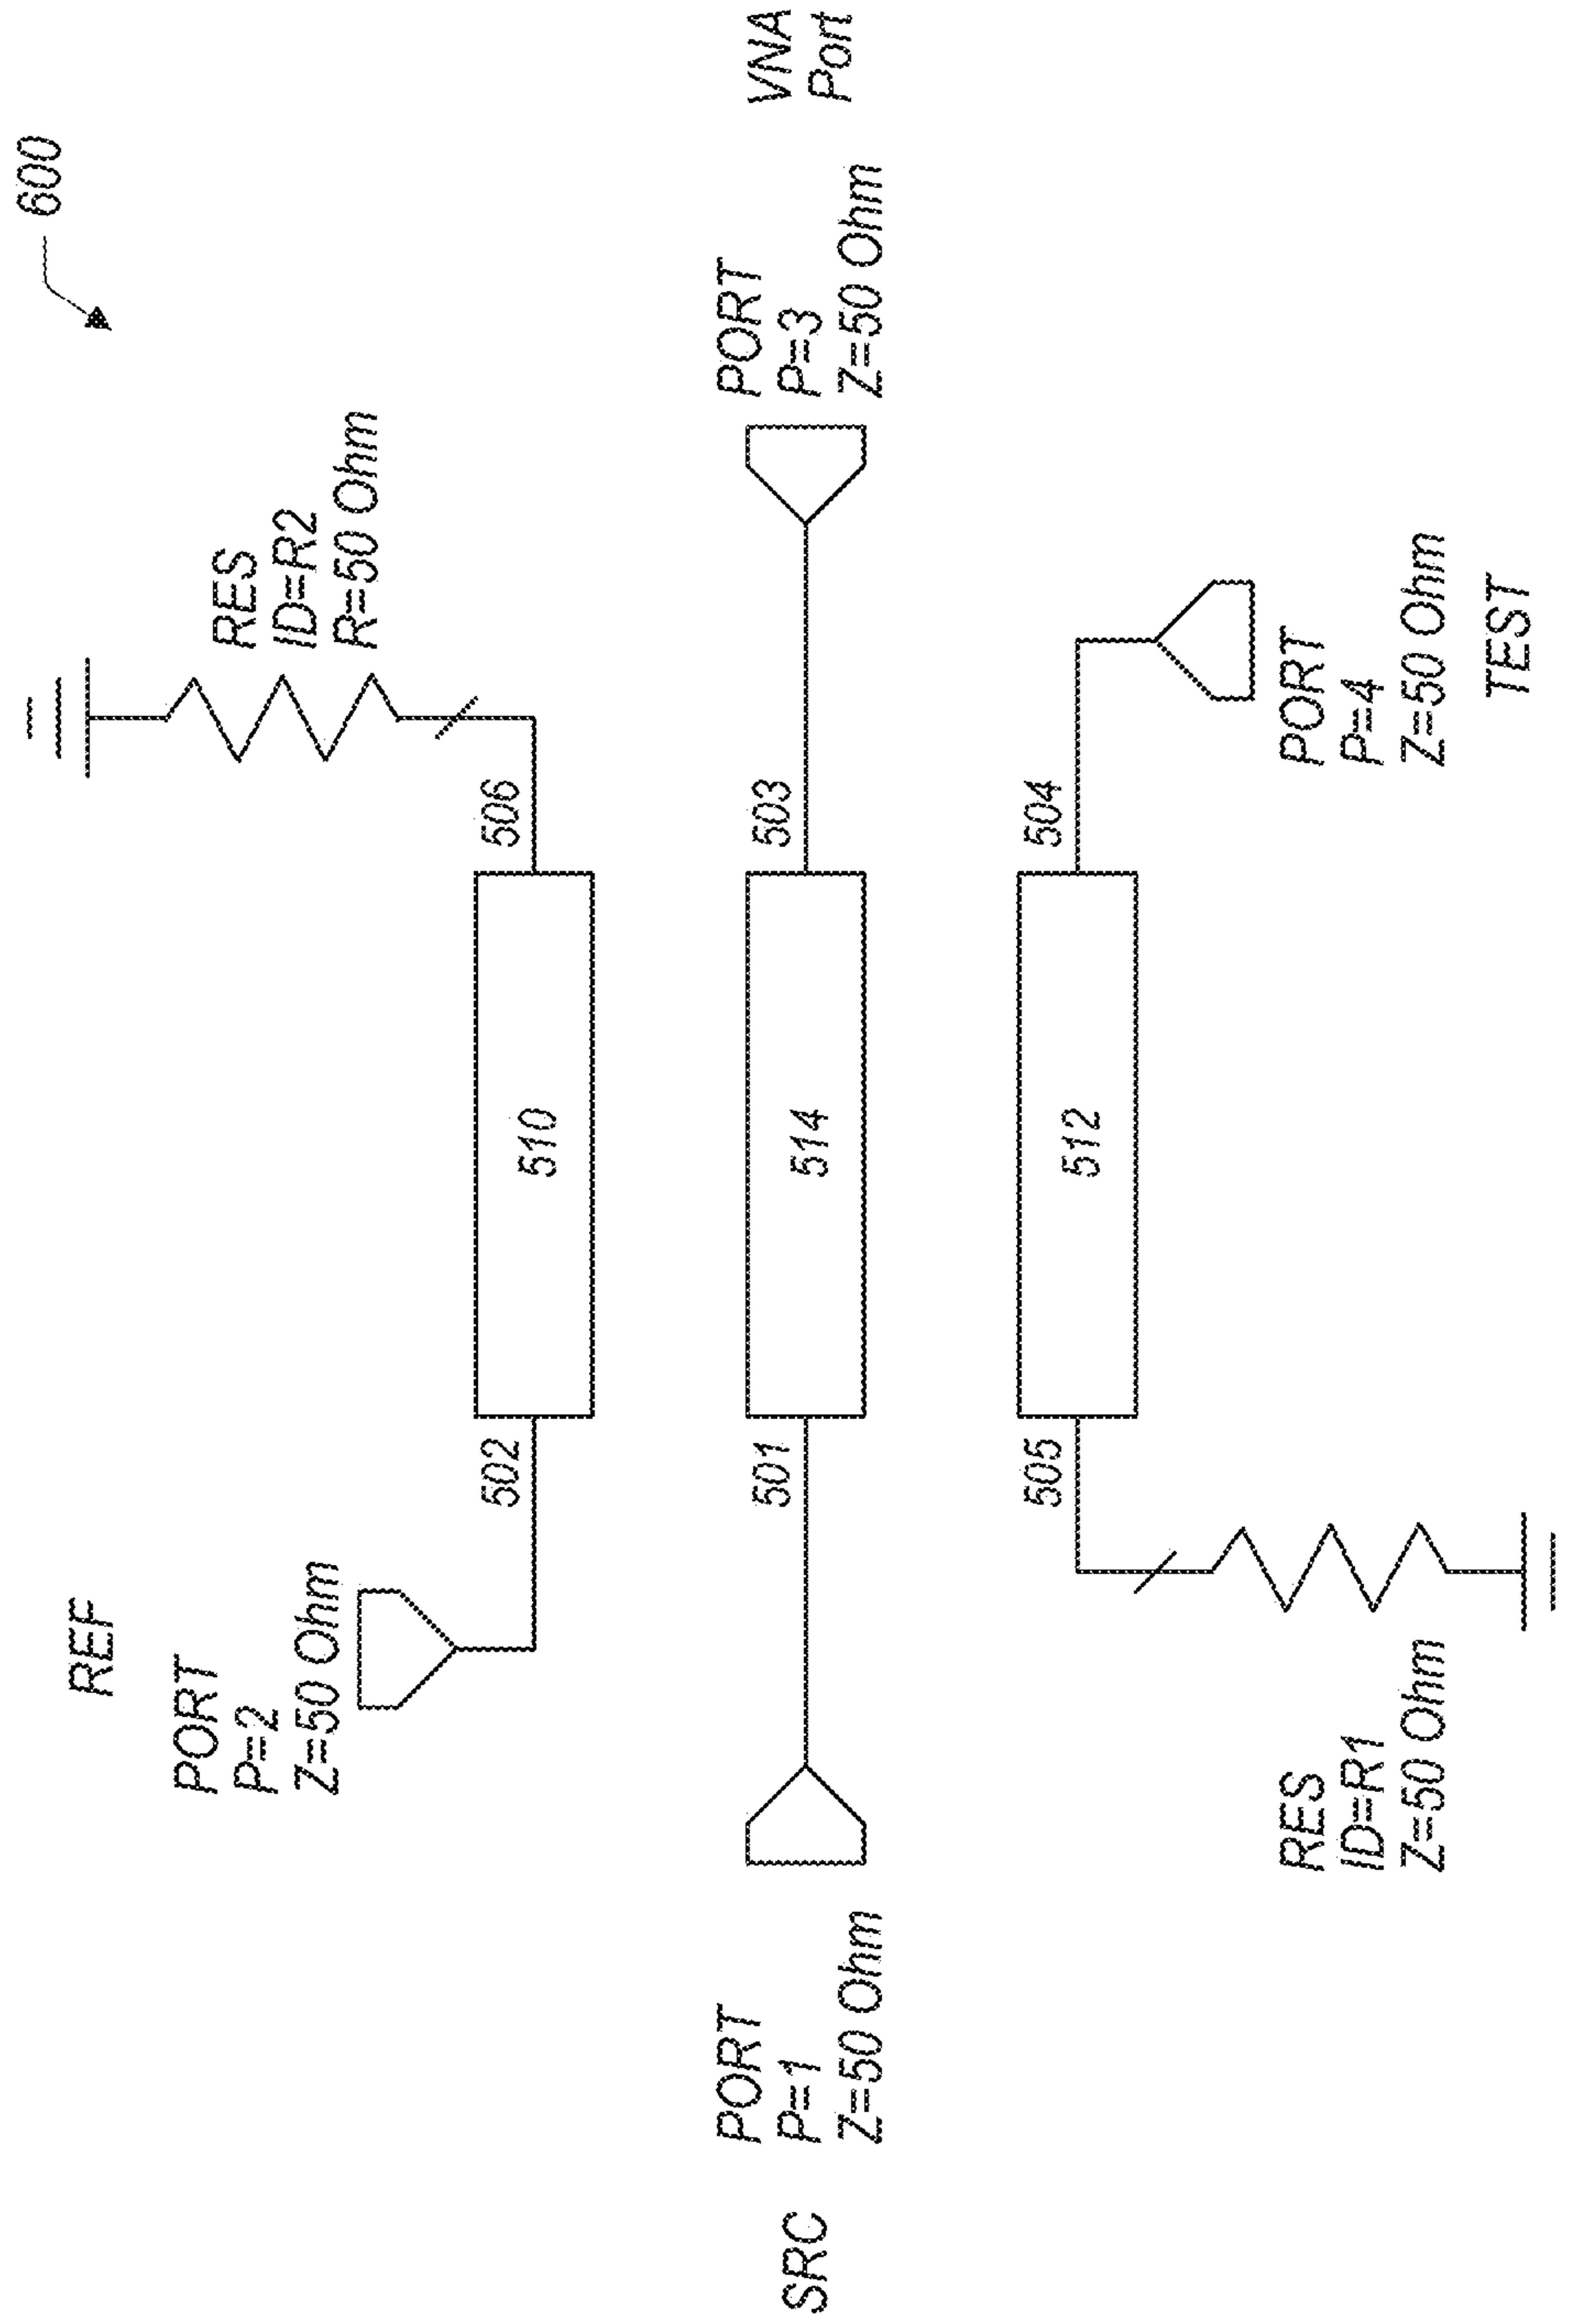 600
REF
PORT
P=2
Z=50 Ohm
RES
ID=R2
R=50 Ohm
502
510
506
SRC
PORT
P=1
Z=50 Ohm
501
514
503
PORT
P=3
Z=50 Ohm
VNA
Port
505
512
504
RES
ID=R1
Z=50 Ohm
PORT
P=4
Z=50 Ohm
TEST